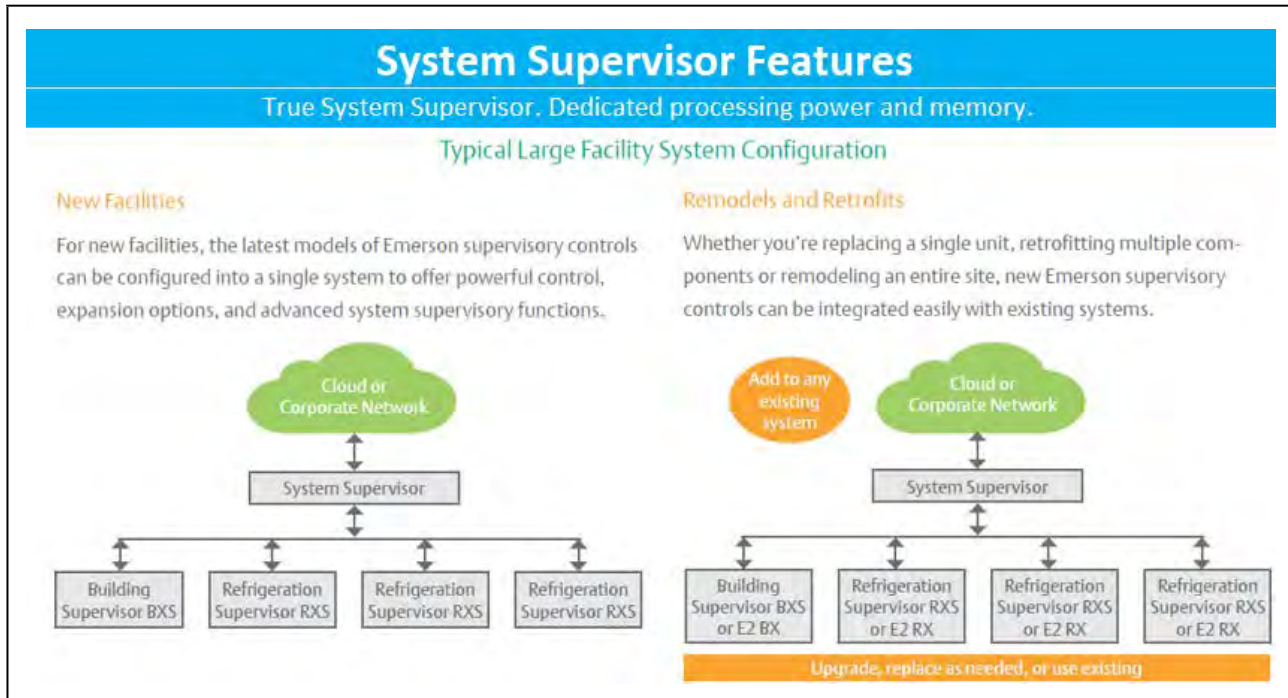 System Supervisor Features
True System Supervisor. Dedicated processing power and memory.
Typical Large Facility System Configuration
New Facilities
For new facilities, the latest models of Emerson supervisory controls
can be configured into a single system to offer powerful control,
expansion options, and advanced system supervisory functions.
Cloud or
Corporate Network
System Supervisor
Building
Supervisor BXS
Refrigeration
Supervisor RXS
Refrigeration
Supervisor RXS
Refrigeration
Supervisor RXS
Remodels and Retrofits
Whether you're replacing a single unit, retrofitting multiple com-
ponents or remodeling an entire site, new Emerson supervisory
controls can be integrated easily with existing systems.
Add to any
existing
system
Cloud or
Corporate Network
System Supervisor
Building
Supervisor BXS
or E2 BX
Refrigeration
Supervisor RXS
or E2 RX
Refrigeration
Supervisor RXS
or E2 RX
Refrigeration
Supervisor RXS
or E2 RX
Upgrade, replace as needed, or use existing